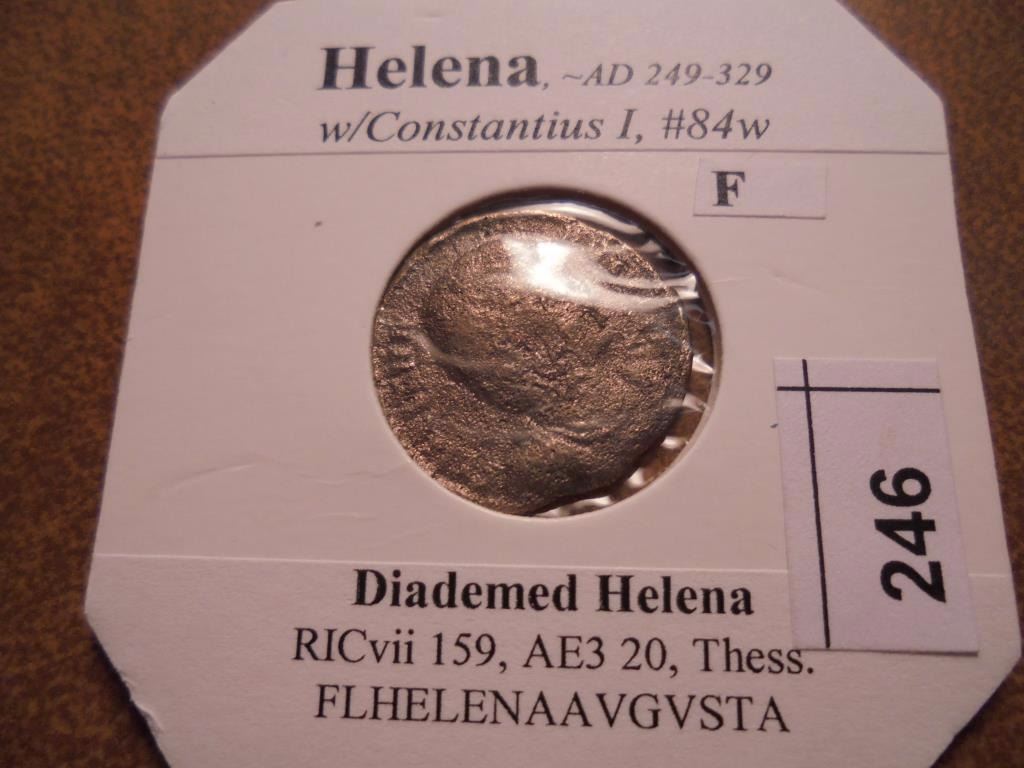 Helena, ~AD 249-329
w/Constantius I, #84w
F
246
Diademed Helena
RICvii 159, AE3 20, Thess.
FLHELENAAVGVSTA